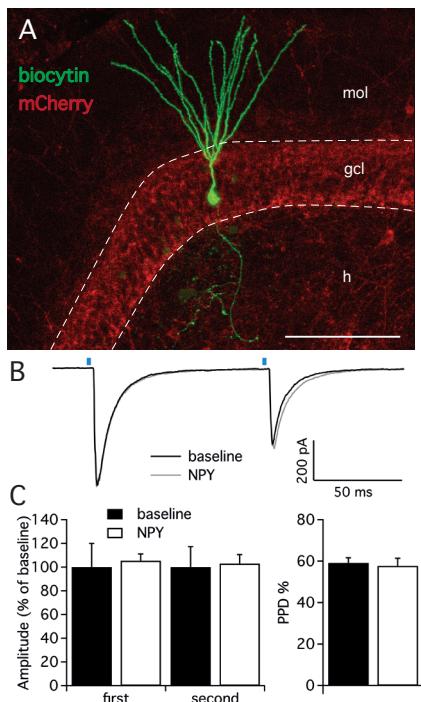 A
biocytin
mCherry
mol
gcl
h
B
baseline
NPY
200 pA
50 ms
C
baseline
NPY
Amplitude (% of baseline)
140
120
100
80
60
40
20
0
first
second
PPD %
80
60
40
20
0